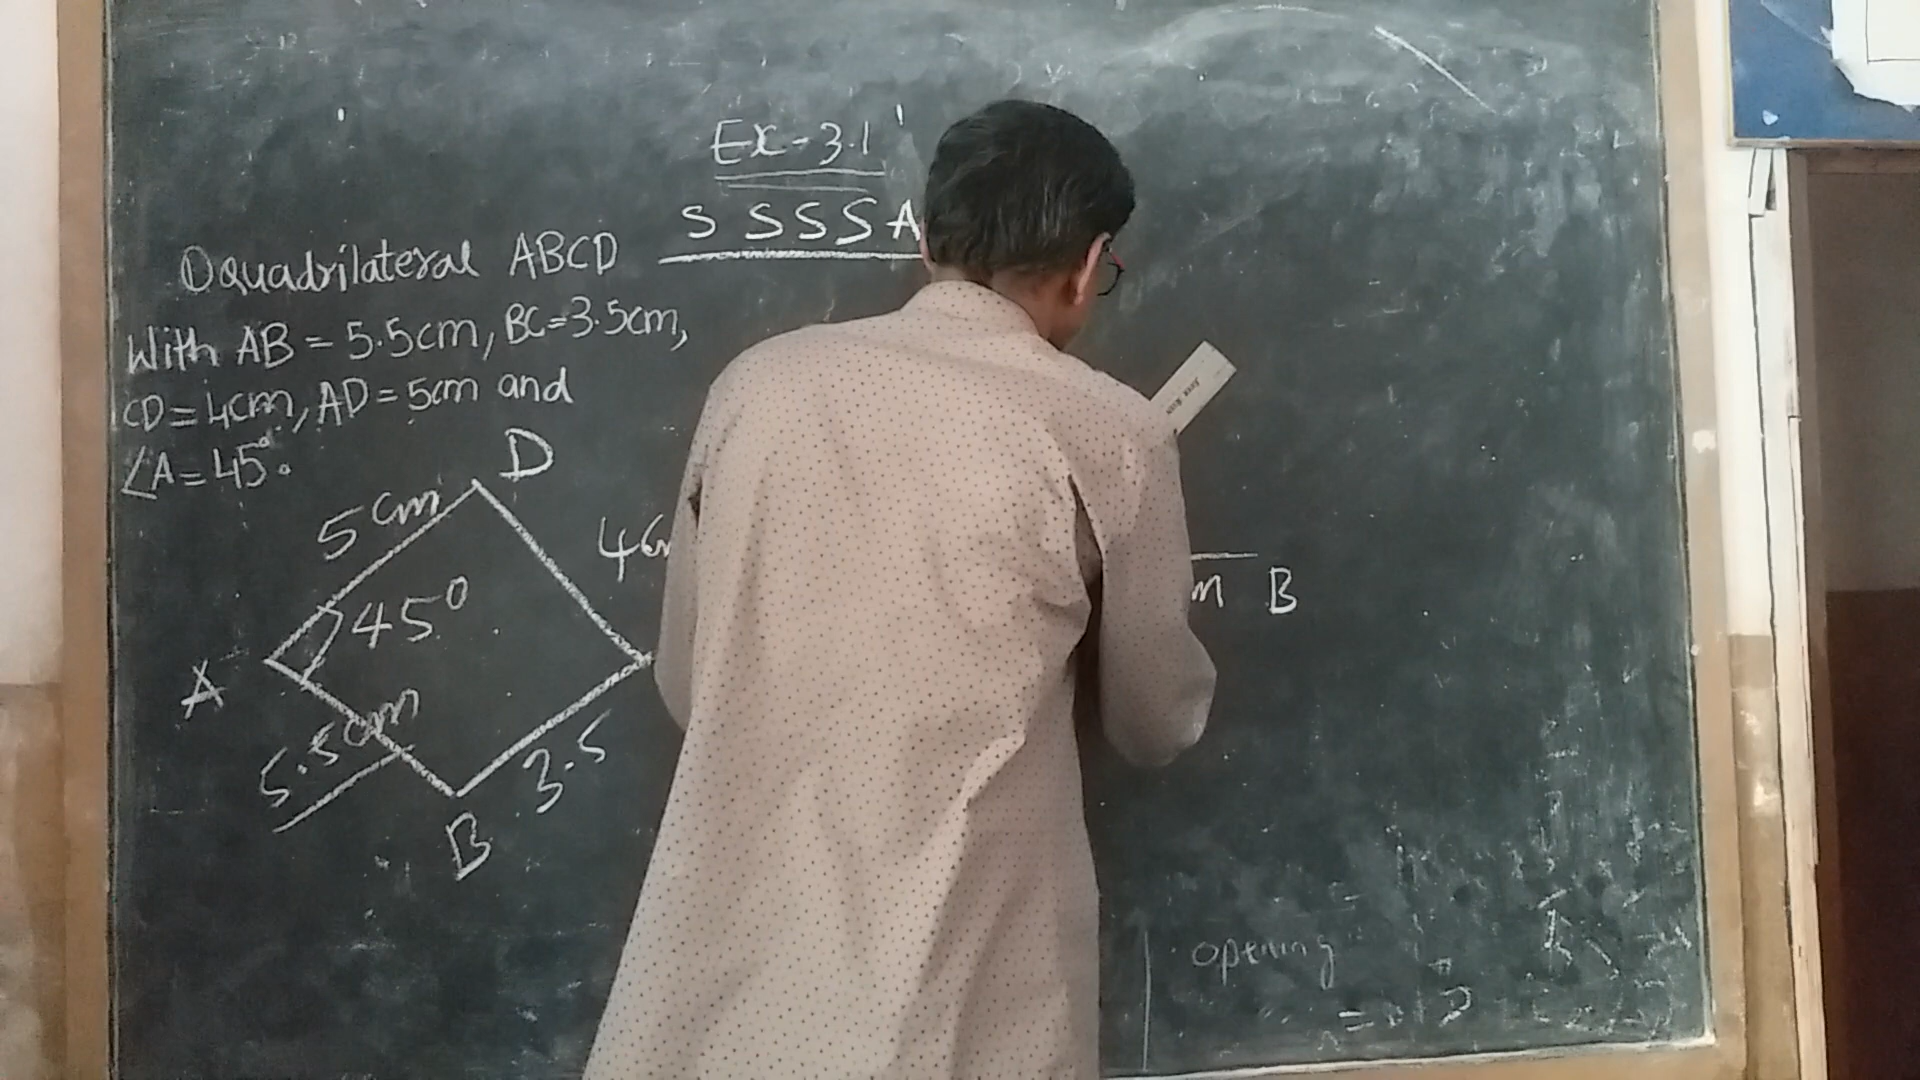 Ex-3.1
S SSSA
Quadrilateral ABCD
With AB = 5.5cm, BC=3.5cm,
CD=4cm, AD=5cm and
∠A=45°.
D
5cm
4cm
45°
A
5.5cm
3.5
B
m B
opening